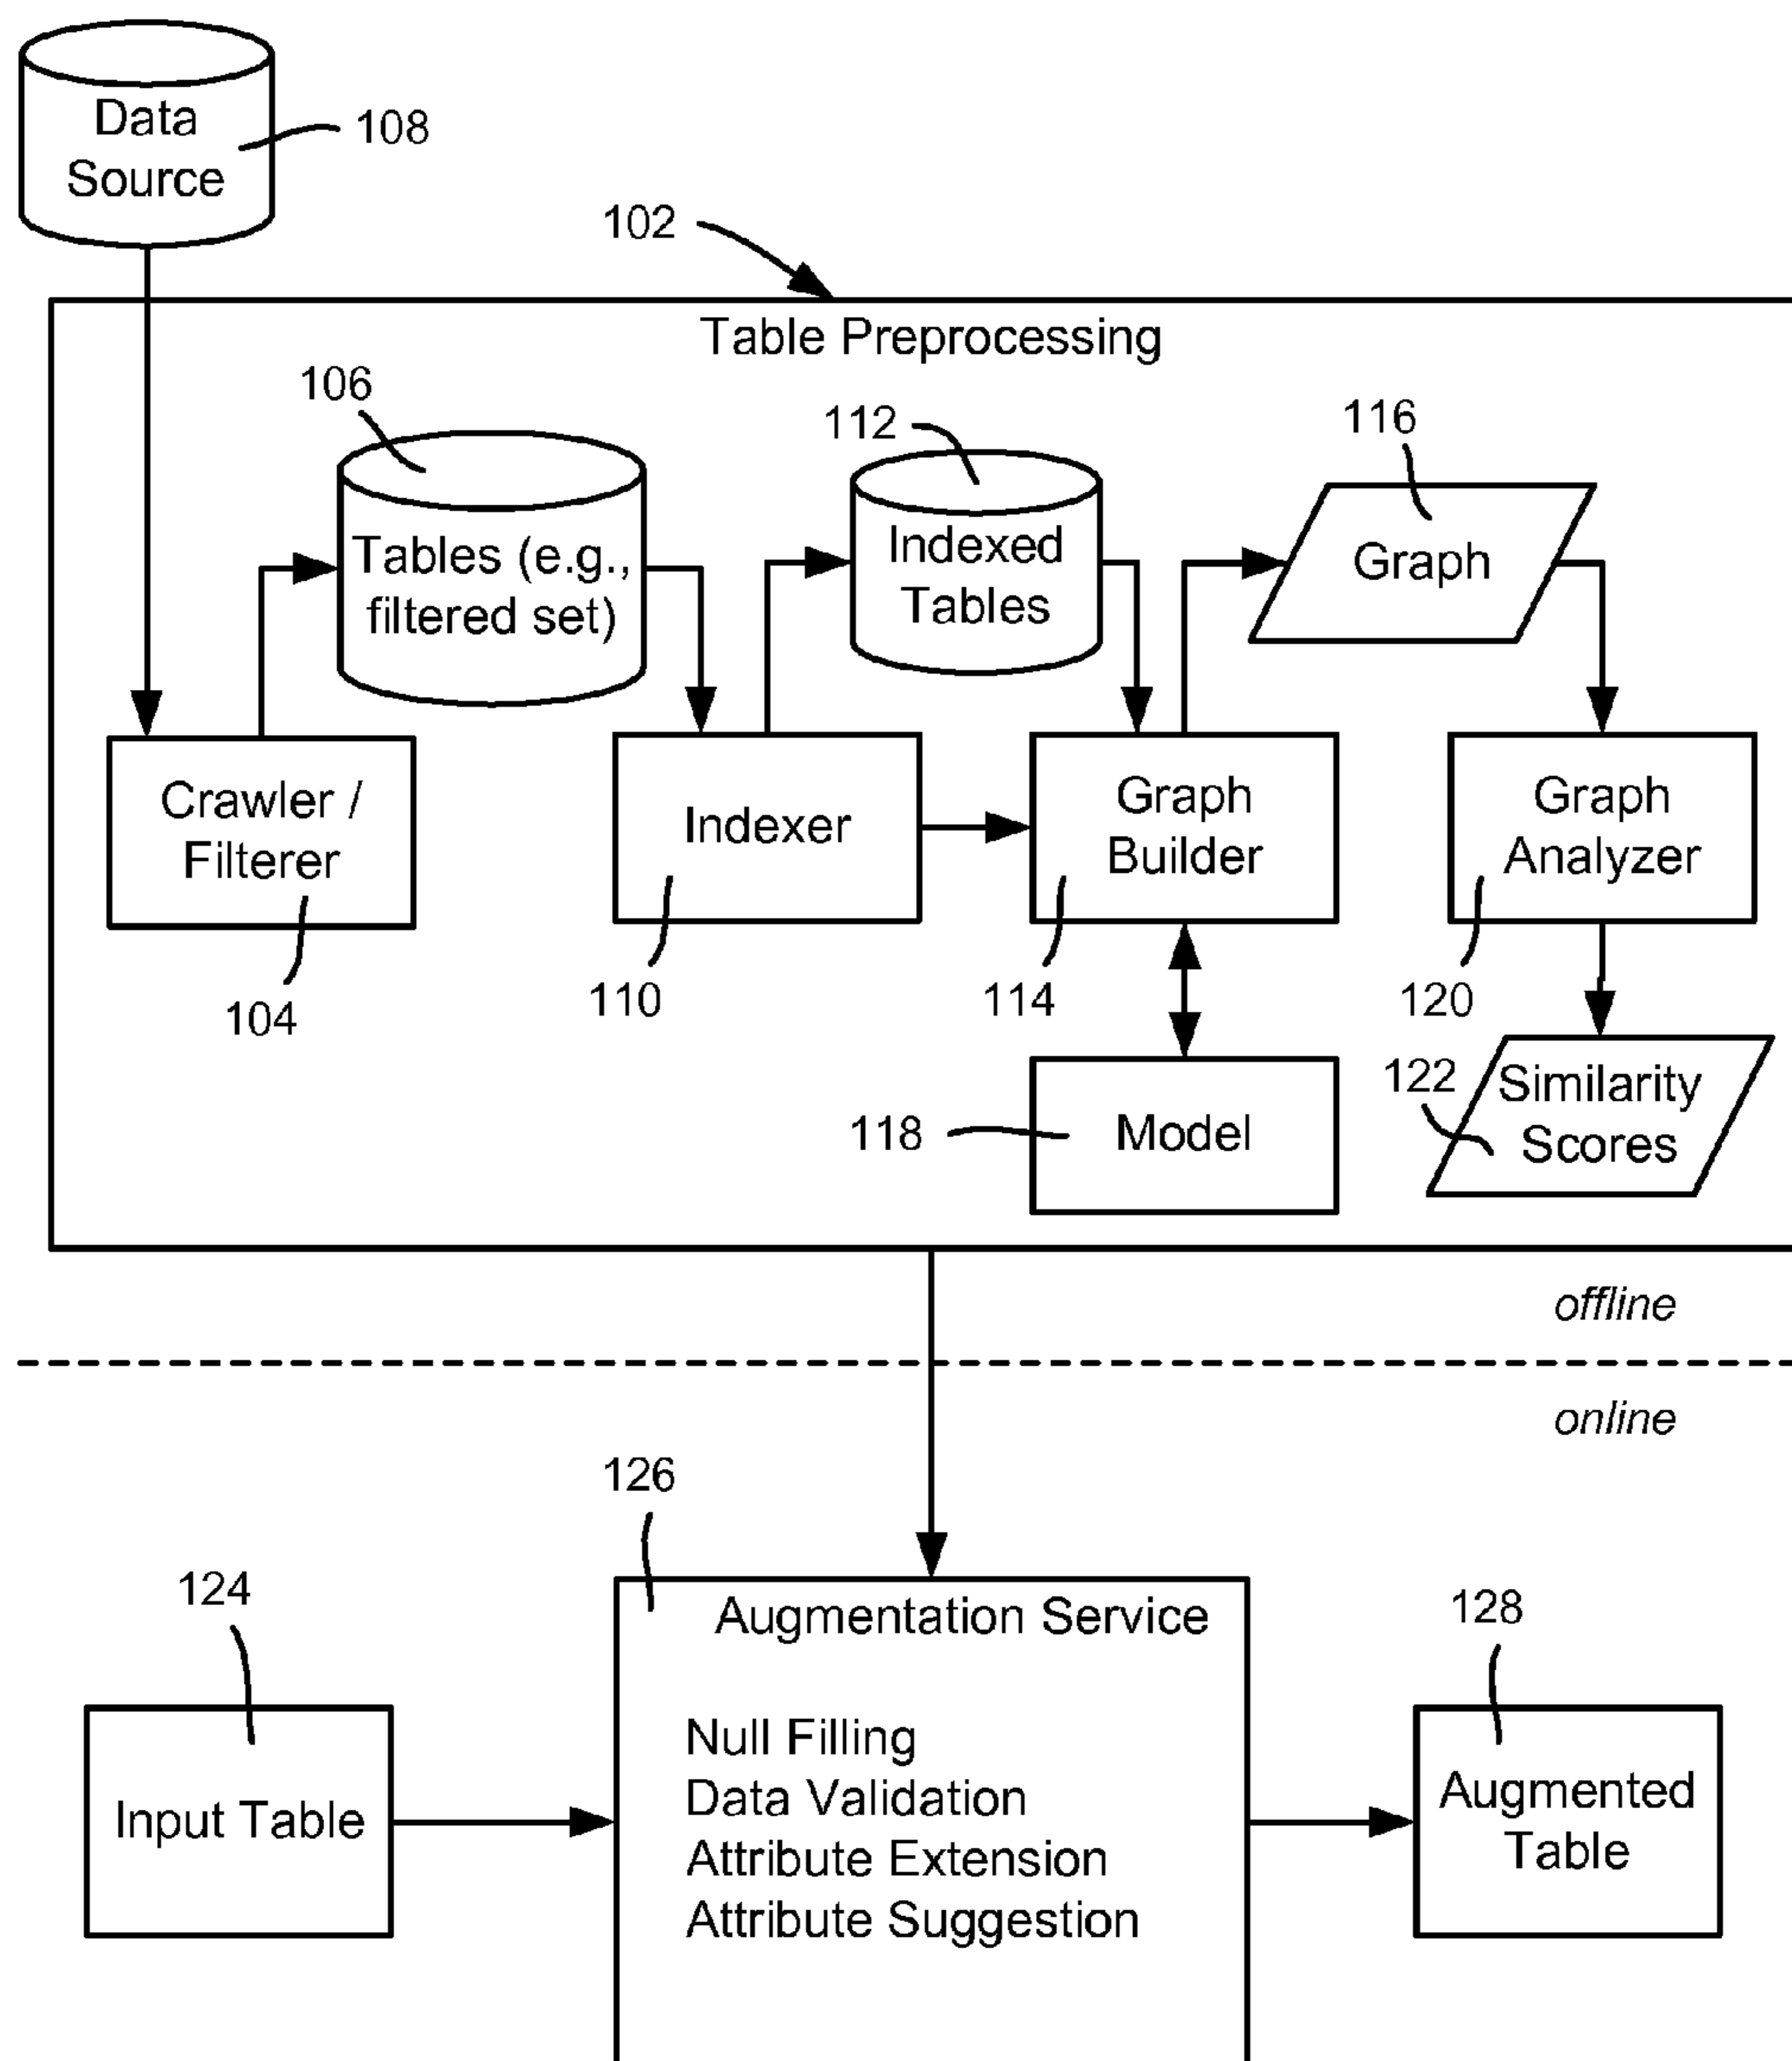 Data
Source
108
102
Table Preprocessing
106
112
116
Tables (e.g.,
filtered set)
Indexed
Tables
Graph
Crawler /
Filterer
Indexer
Graph
Builder
Graph
Analyzer
104
110
114
120
118
Model
122
Similarity
Scores
offline
online
126
124
128
Augmentation Service
Input Table
Null Filling
Data Validation
Attribute Extension
Attribute Suggestion
Augmented
Table